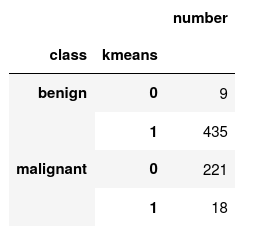 number
class kmeans
benign 0 9
1 435
malignant 0 221
1 18